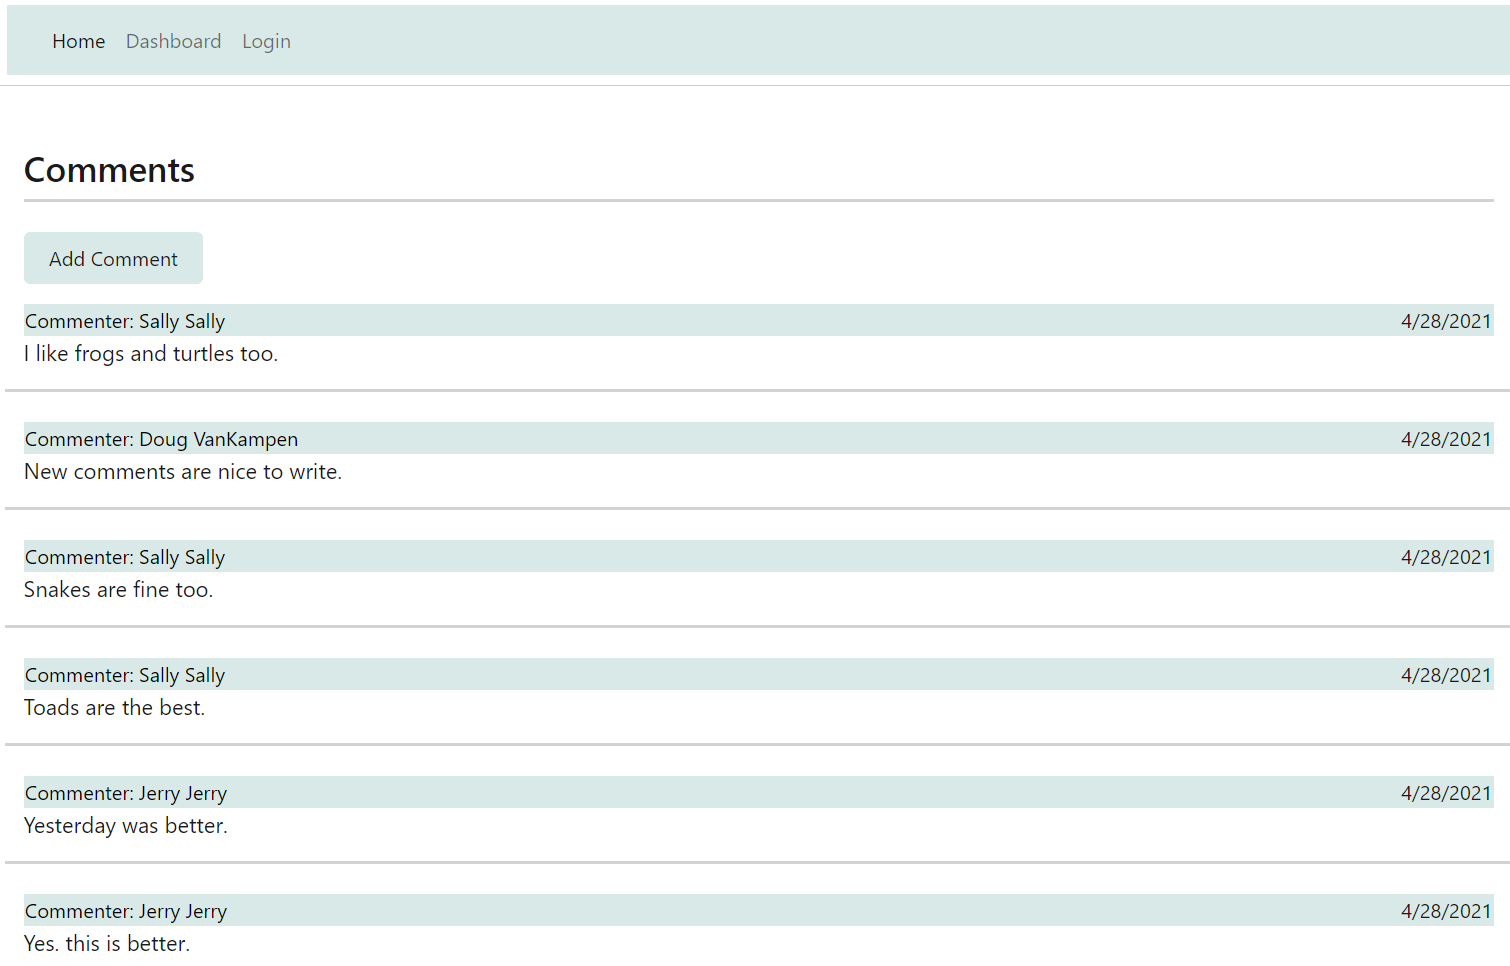 Home Dashboard Login
Comments
Add Comment
Commenter: Sally Sally 4/28/2021
I like frogs and turtles too.
Commenter: Doug VanKampen 4/28/2021
New comments are nice to write.
Commenter: Sally Sally 4/28/2021
Snakes are fine too.
Commenter: Sally Sally 4/28/2021
Toads are the best.
Commenter: Jerry Jerry 4/28/2021
Yesterday was better.
Commenter: Jerry Jerry 4/28/2021
Yes. this is better.